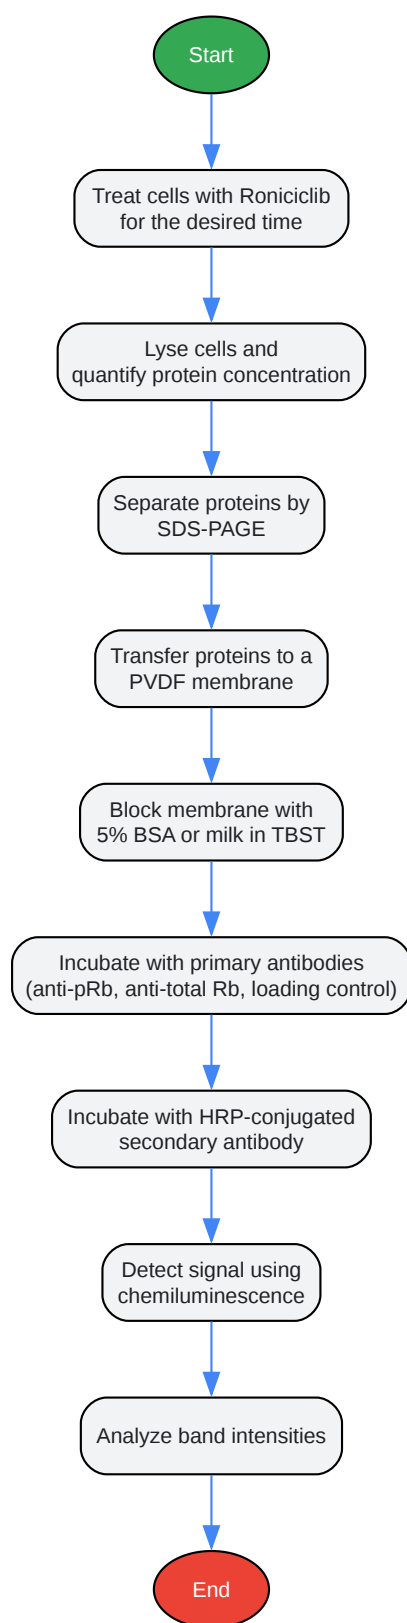 Start
Treat cells with Roniciclib
for the desired time
Lyse cells and
quantify protein concentration
Separate proteins by
SDS-PAGE
Transfer proteins to a
PVDF membrane
Block membrane with
5% BSA or milk in TBST
Incubate with primary antibodies
(anti-pRb, anti-total Rb, loading control)
Incubate with HRP-conjugated
secondary antibody
Detect signal using
chemiluminescence
Analyze band intensities
End